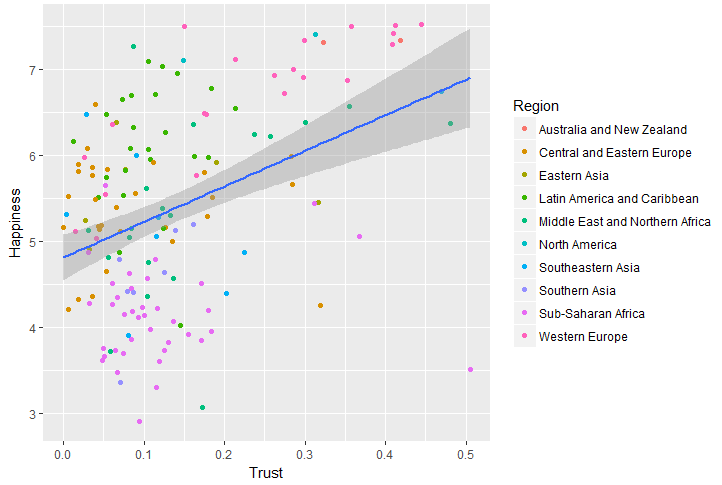 7
6
5
4
3
Happiness
0.0 0.1 0.2 0.3 0.4 0.5
Trust
Region
Australia and New Zealand
Central and Eastern Europe
Eastern Asia
Latin America and Caribbean
Middle East and Northern Africa
North America
Southeastern Asia
Southern Asia
Sub-Saharan Africa
Western Europe